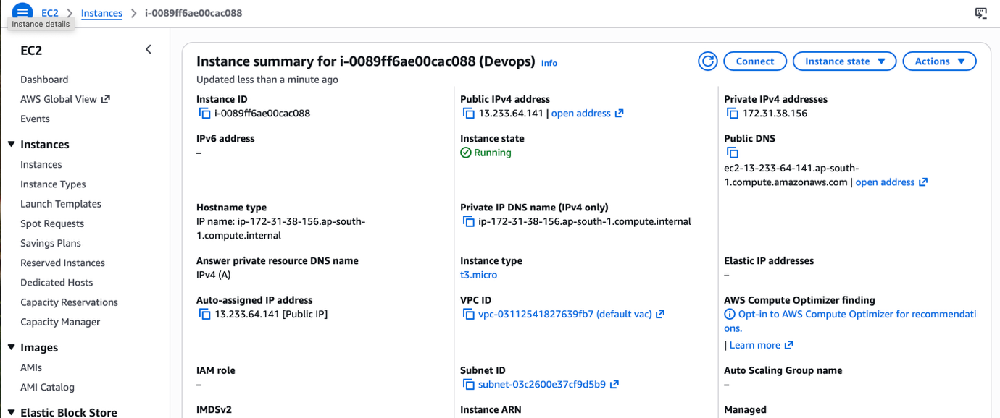 EC2 > Instances > i-0089ff6ae00cac088
Instance details
EC2
Dashboard
AWS Global View
Events
Instances
Instances
Instance Types
Launch Templates
Spot Requests
Savings Plans
Reserved Instances
Dedicated Hosts
Capacity Reservations
Capacity Manager
Images
AMIs
AMI Catalog
Elastic Block Store
Instance summary for i-0089ff6ae00cac088 (Devops) Info
Connect
Instance state
Actions
Updated less than a minute ago
Instance ID
i-0089ff6ae00cac088
Public IPv4 address
13.233.64.141 | open address
Private IPv4 addresses
172.31.38.156
IPv6 address
–
Instance state
Running
Public DNS
ec2-13-233-64-141.ap-south-
1.compute.amazonaws.com | open address
Hostname type
IP name: ip-172-31-38-156.ap-south-
1.compute.internal
Private IP DNS name (IPv4 only)
ip-172-31-38-156.ap-south-1.compute.internal
Answer private resource DNS name
IPv4 (A)
Instance type
t3.micro
Elastic IP addresses
–
Auto-assigned IP address
13.233.64.141 [Public IP]
VPC ID
vpc-03112541827639fb7 (default vac)
AWS Compute Optimizer finding
Opt-in to AWS Compute Optimizer for recommendati
ons.
| Learn more
IAM role
–
Subnet ID
subnet-03c2600e37cf9d5b9
Auto Scaling Group name
–
IMDSv2
Instance ARN
Managed